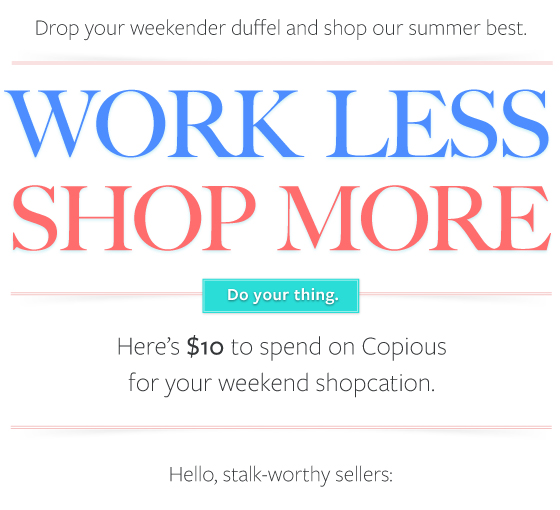 Drop your weekender duffel and shop our summer best.
WORK LESS
SHOP MORE
Do your thing.
Here's $10 to spend on Copious
for your weekend shopcation.
Hello, stalk-worthy sellers: